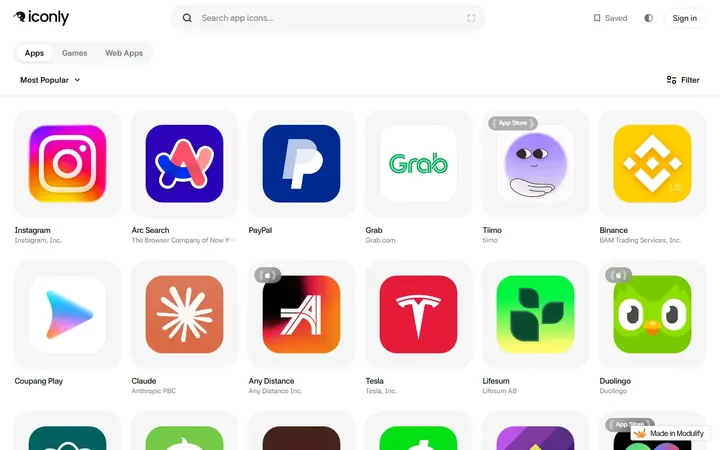 iconly
Search app icons...
Saved
Sign in
Apps
Games
Web Apps
Most Popular
Filter
Grab
App Store
US
Instagram
Instagram, Inc.
Arc Search
The Browser Company of New Y···
PayPal
Grab
Grab.com
Tiimo
tiimo
Binance
BAM Trading Services, Inc.
Coupang Play
Claude
Anthropic PBC
Any Distance
Any Distance Inc.
Tesla
Tesla, Inc.
Lifesum
Lifesum AB
Duolingo
Duolingo
App Store
Made in Modulify